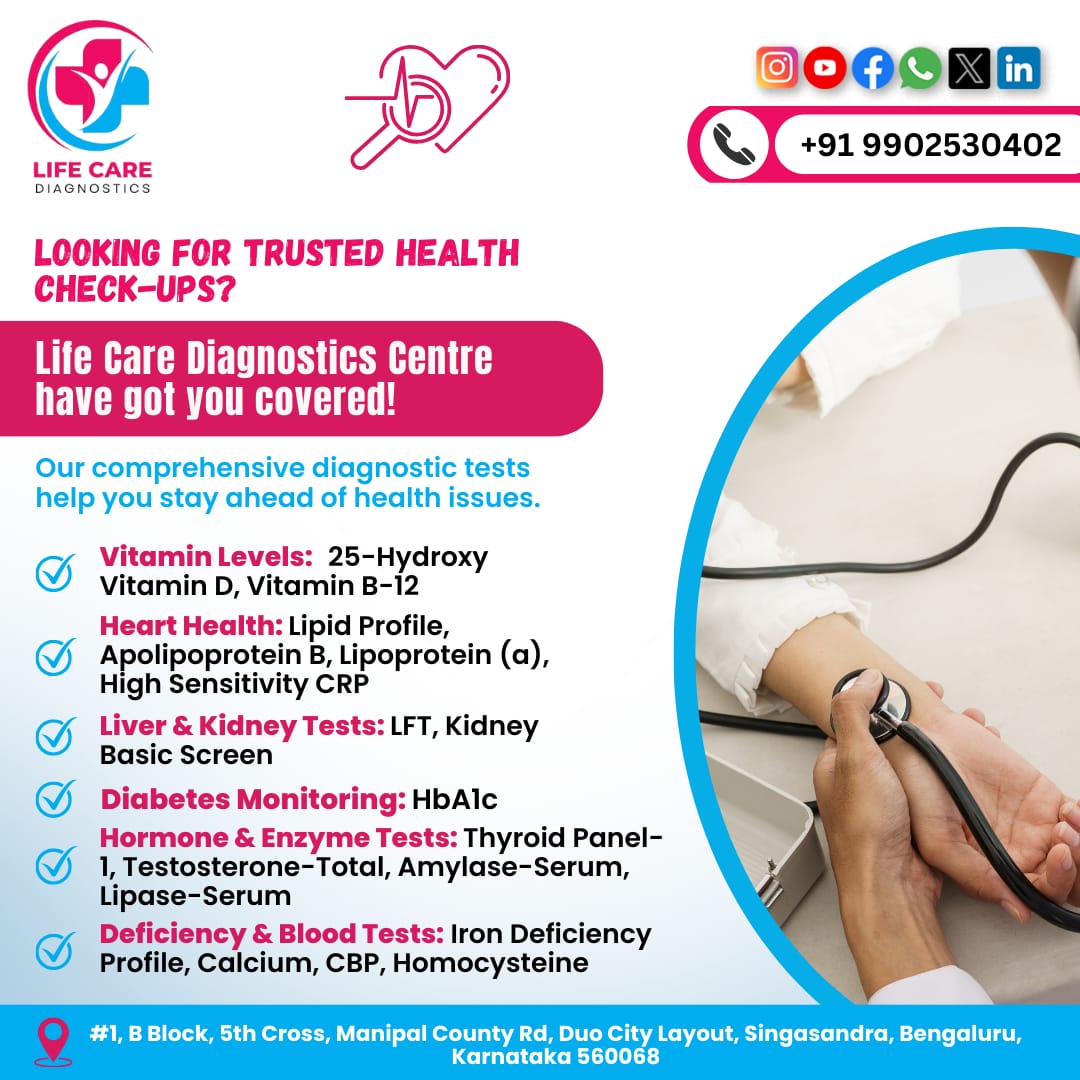 LIFE CARE
DIAGNOSTICS
+91 9902530402
LOOKING FOR TRUSTED HEALTH
CHECK-UPS?
Life Care Diagnostics Centre
have got you covered!
Our comprehensive diagnostic tests
help you stay ahead of health issues.
Vitamin Levels: 25-Hydroxy
Vitamin D, Vitamin B-12
Heart Health: Lipid Profile,
Apolipoprotein B, Lipoprotein (a),
High Sensitivity CRP
Liver & Kidney Tests: LFT, Kidney
Basic Screen
Diabetes Monitoring: HbA1c
Hormone & Enzyme Tests: Thyroid Panel-
1, Testosterone-Total, Amylase-Serum,
Lipase-Serum
Deficiency & Blood Tests: Iron Deficiency
Profile, Calcium, CBP, Homocysteine
#1, B Block, 5th Cross, Manipal County Rd, Duo City Layout, Singasandra, Bengaluru,
Karnataka 560068